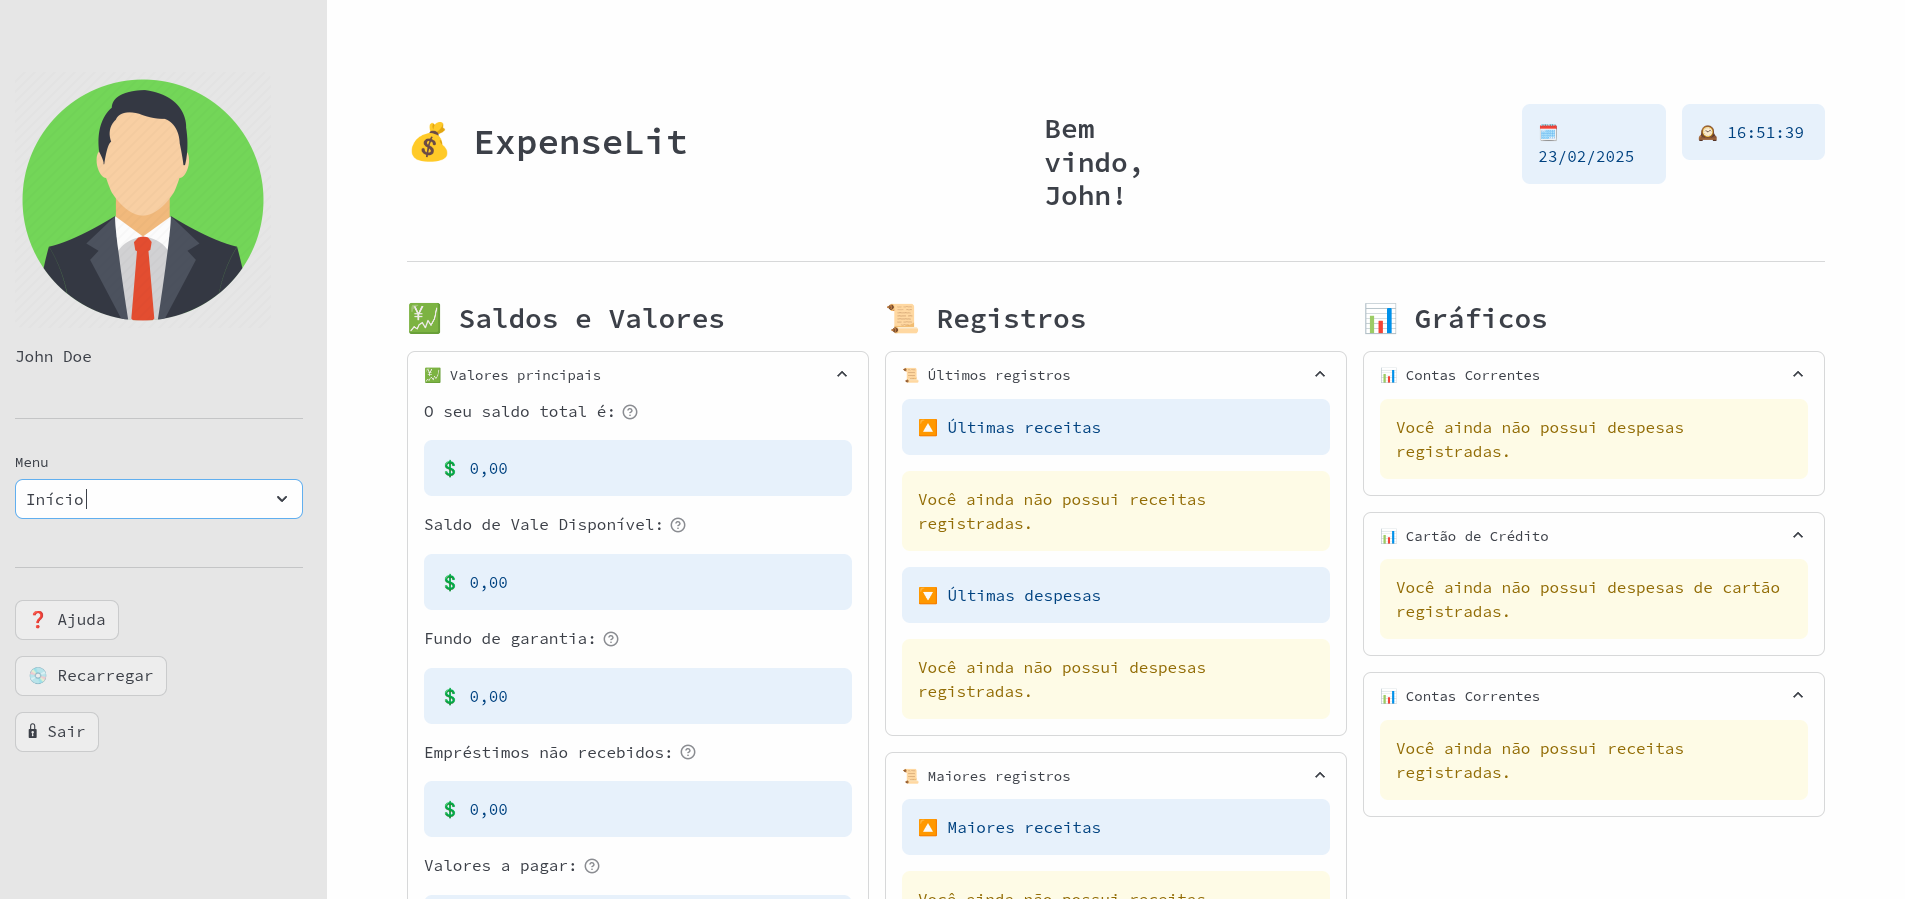 John Doe
Menu
Início
❓ Ajuda
💿 Recarregar
🔒 Sair
💰 ExpenseLit
Bem
vindo,
John!
🗓️
23/02/2025
🕰️ 16:51:39
💹 Saldos e Valores
💹 Valores principais
O seu saldo total é:
💲 0,00
Saldo de Vale Disponível:
💲 0,00
Fundo de garantia:
💲 0,00
Empréstimos não recebidos:
💲 0,00
Valores a pagar:
📜 Registros
📜 Últimos registros
🔼 Últimas receitas
Você ainda não possui receitas
registradas.
🔽 Últimas despesas
Você ainda não possui despesas
registradas.
📜 Maiores registros
🔼 Maiores receitas
Você ainda não possui receitas
📊 Gráficos
📊 Contas Correntes
Você ainda não possui despesas
registradas.
📊 Cartão de Crédito
Você ainda não possui despesas de cartão
registradas.
📊 Contas Correntes
Você ainda não possui receitas
registradas.